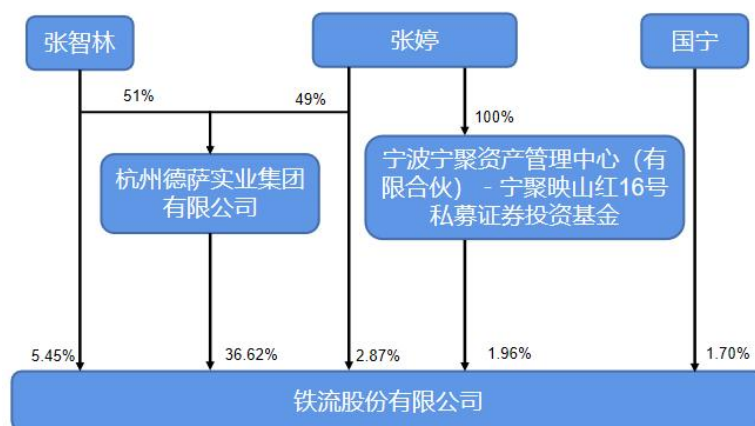 张智林
张婷
国宁
51%
49%
100%
杭州德萨实业集团
有限公司
宁波宁聚资产管理中心（有
限合伙）-宁聚映山红16号
私募证券投资基金
5.45%
36.62%
2.87%
1.96%
1.70%
铁流股份有限公司